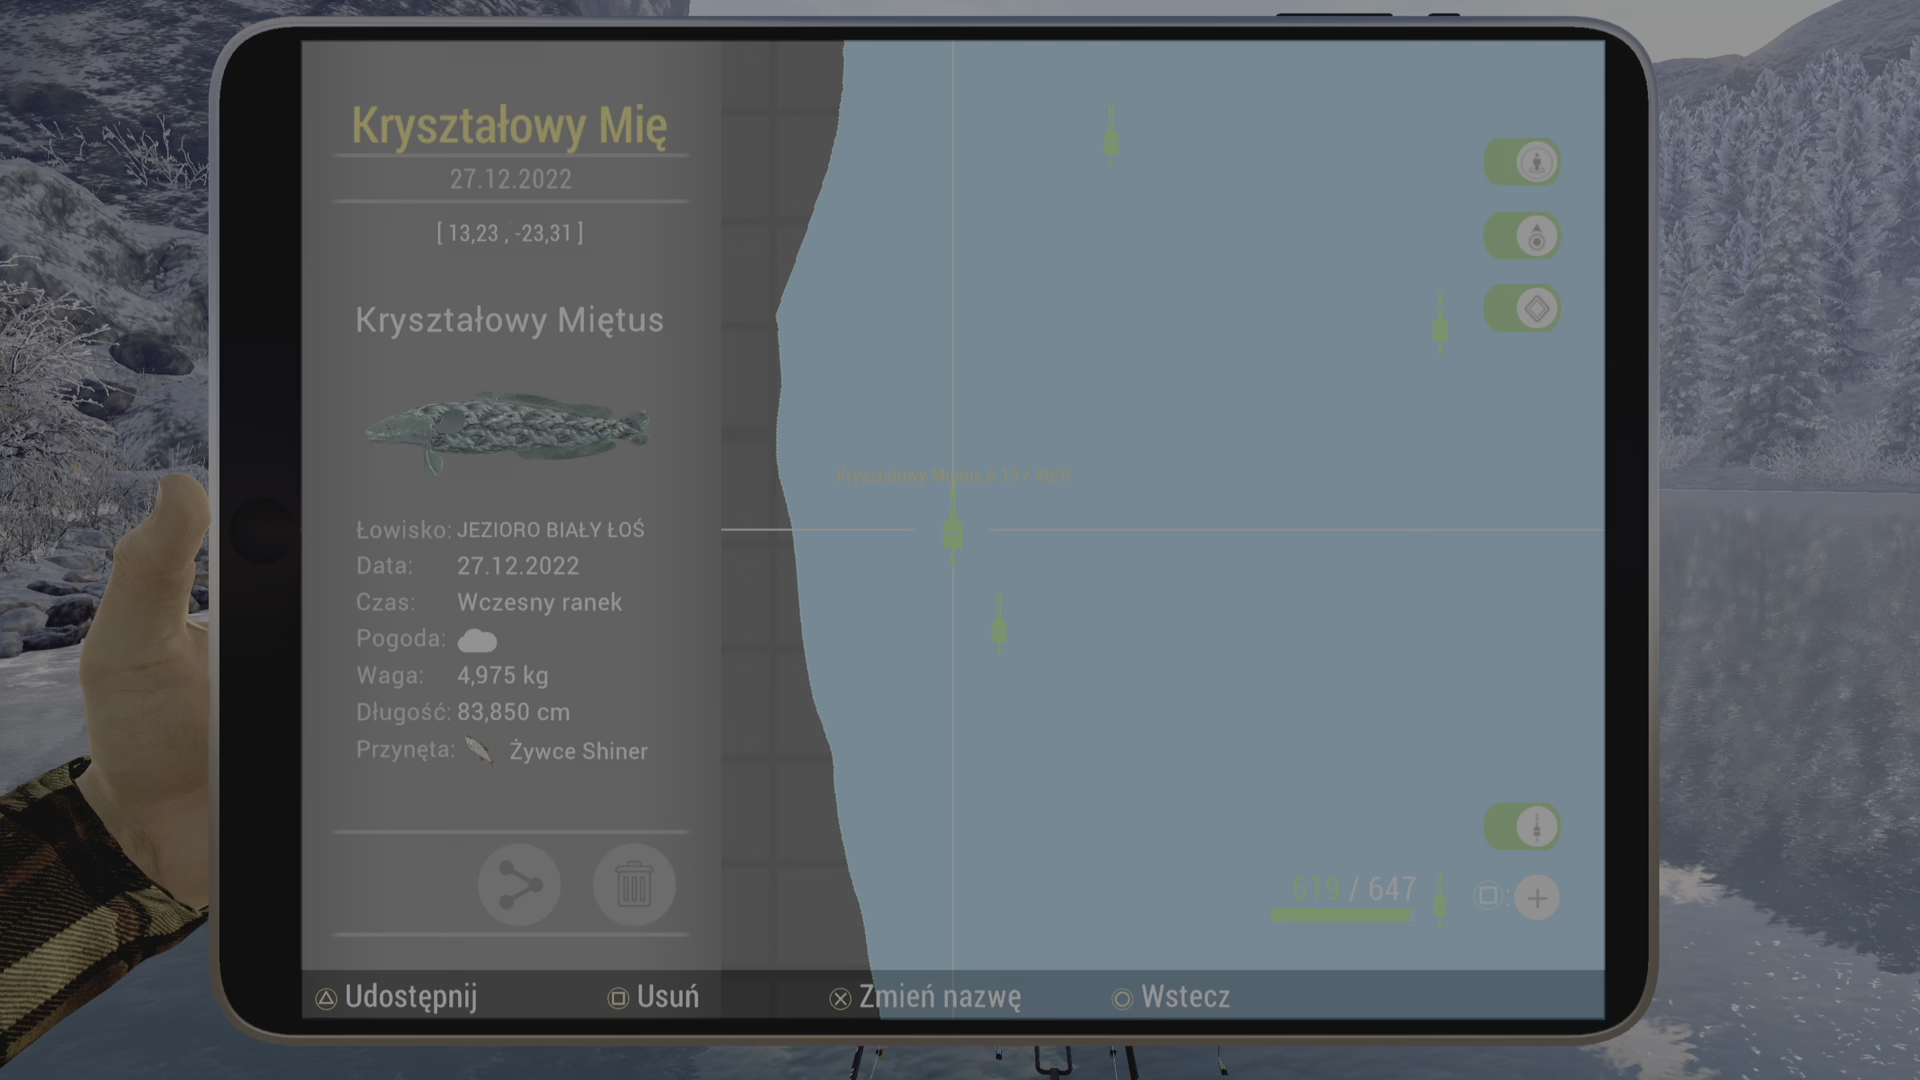 Kryształowy Mię
27.12.2022
[ 13,23 , -23,31 ]
Kryształowy Miętus
Łowisko: JEZIORO BIAŁY ŁOŚ
Data: 27.12.2022
Czas: Wczesny ranek
Pogoda:
Waga: 4,975 kg
Długość: 83,850 cm
Przynęta: Żywce Shiner
Kryształowy Miętus
619 / 647
Udostępnij
Usuń
Zmień nazwę
Wstecz